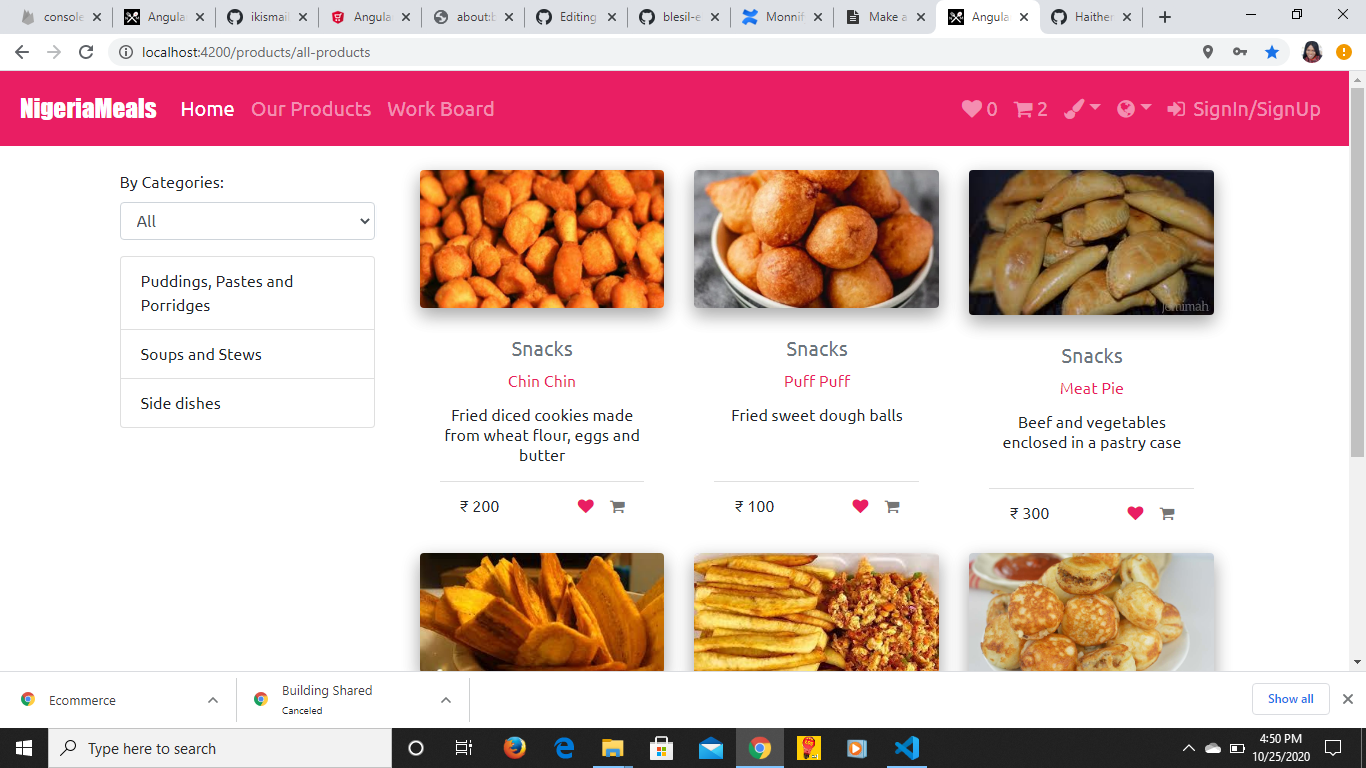 console
Angula
ikismail
Angula
about:b
Editing
blesil-e
Monnif
Make a
Angula
Haither
localhost:4200/products/all-products
NigeriaMeals Home Our Products Work Board 0 2 SignIn/SignUp
By Categories:
All
Puddings, Pastes and
Porridges
Soups and Stews
Side dishes
Snacks
Chin Chin
Fried diced cookies made
from wheat flour, eggs and
butter
₹ 200
Snacks
Puff Puff
Fried sweet dough balls
₹ 100
jemimah
Snacks
Meat Pie
Beef and vegetables
enclosed in a pastry case
₹ 300
Ecommerce
Building Shared
Canceled
Show all
Type here to search
4:50 PM
10/25/2020